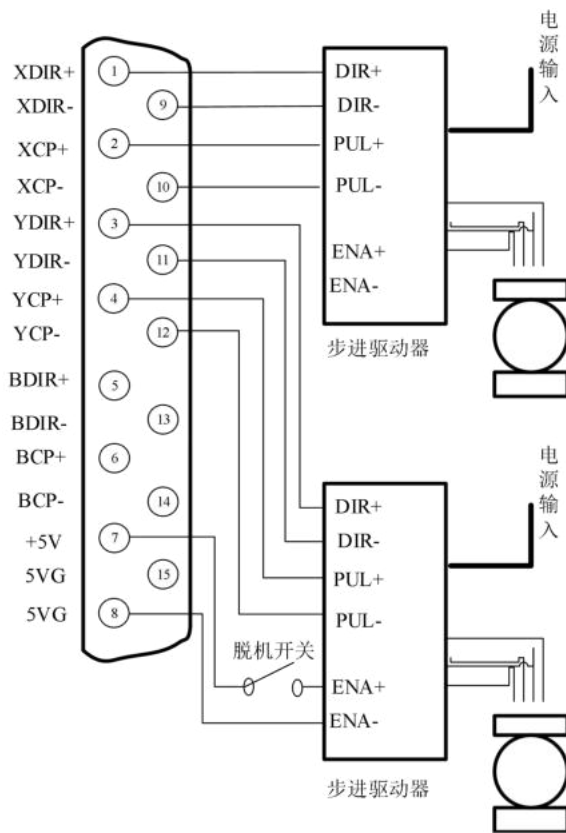 XDIR+
1
XDIR-
9
XCP+
2
XCP-
10
YDIR+
3
YDIR-
11
YCP+
4
YCP-
12
BDIR+
5
BDIR-
13
BCP+
6
BCP-
14
+5V
7
5VG
15
5VG
8
DIR+
DIR-
PUL+
PUL-
ENA+
ENA-
步进驱动器
电源输入
DIR+
DIR-
PUL+
PUL-
ENA+
ENA-
步进驱动器
电源输入
脱机开关